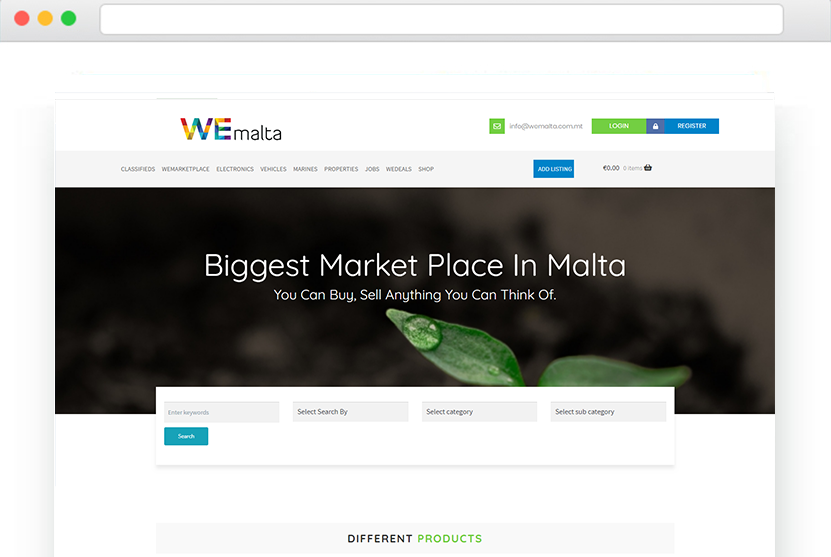 WEmalta
info@wemalta.com.mt
LOGIN
REGISTER
CLASSIFIEDS WEMARKETPLACE ELECTRONICS VEHICLES MARINES PROPERTIES JOBS WEDEALS SHOP
ADD LISTING
€0.00 0 items
Biggest Market Place In Malta
You Can Buy, Sell Anything You Can Think Of.
Enter keywords
Select Search By
Select category
Select sub category
Search
DIFFERENT PRODUCTS